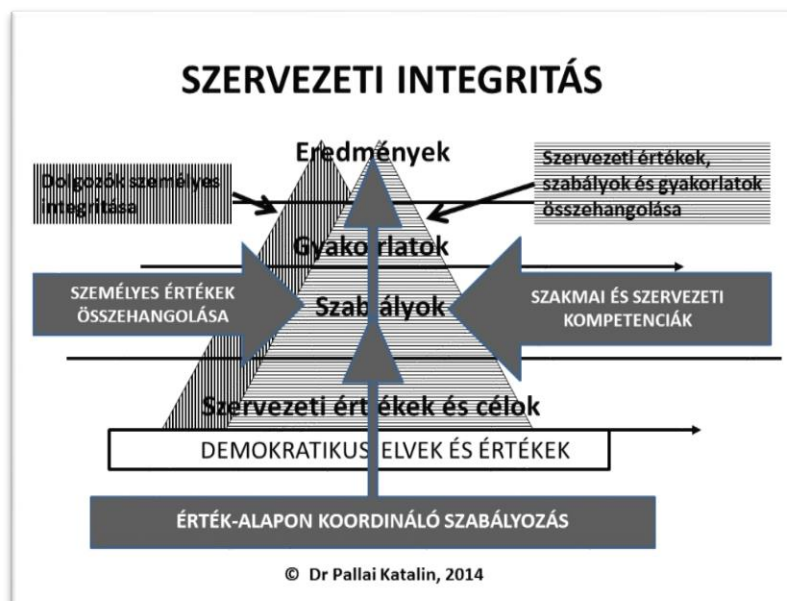 SZERVEZETI INTEGRITÁS
Eredmények
Dolgozók személyes
integritása
Szervezeti értékek,
szabályok és gyakorlatok
összehangolása
Gyakorlatok
SZEMÉLYES ÉRTÉKEK
ÖSSZEHANGOLÁSA
Szabályok
SZAKMAI ÉS SZERVEZETI
KOMPETENCIÁK
Szervezeti értékek és célok
DEMOKRATIKUS ELVEK ÉS ÉRTÉKEK
ÉRTÉK-ALAPON KOORDINÁLÓ SZABÁLYOZÁS
© Dr Pallai Katalin, 2014